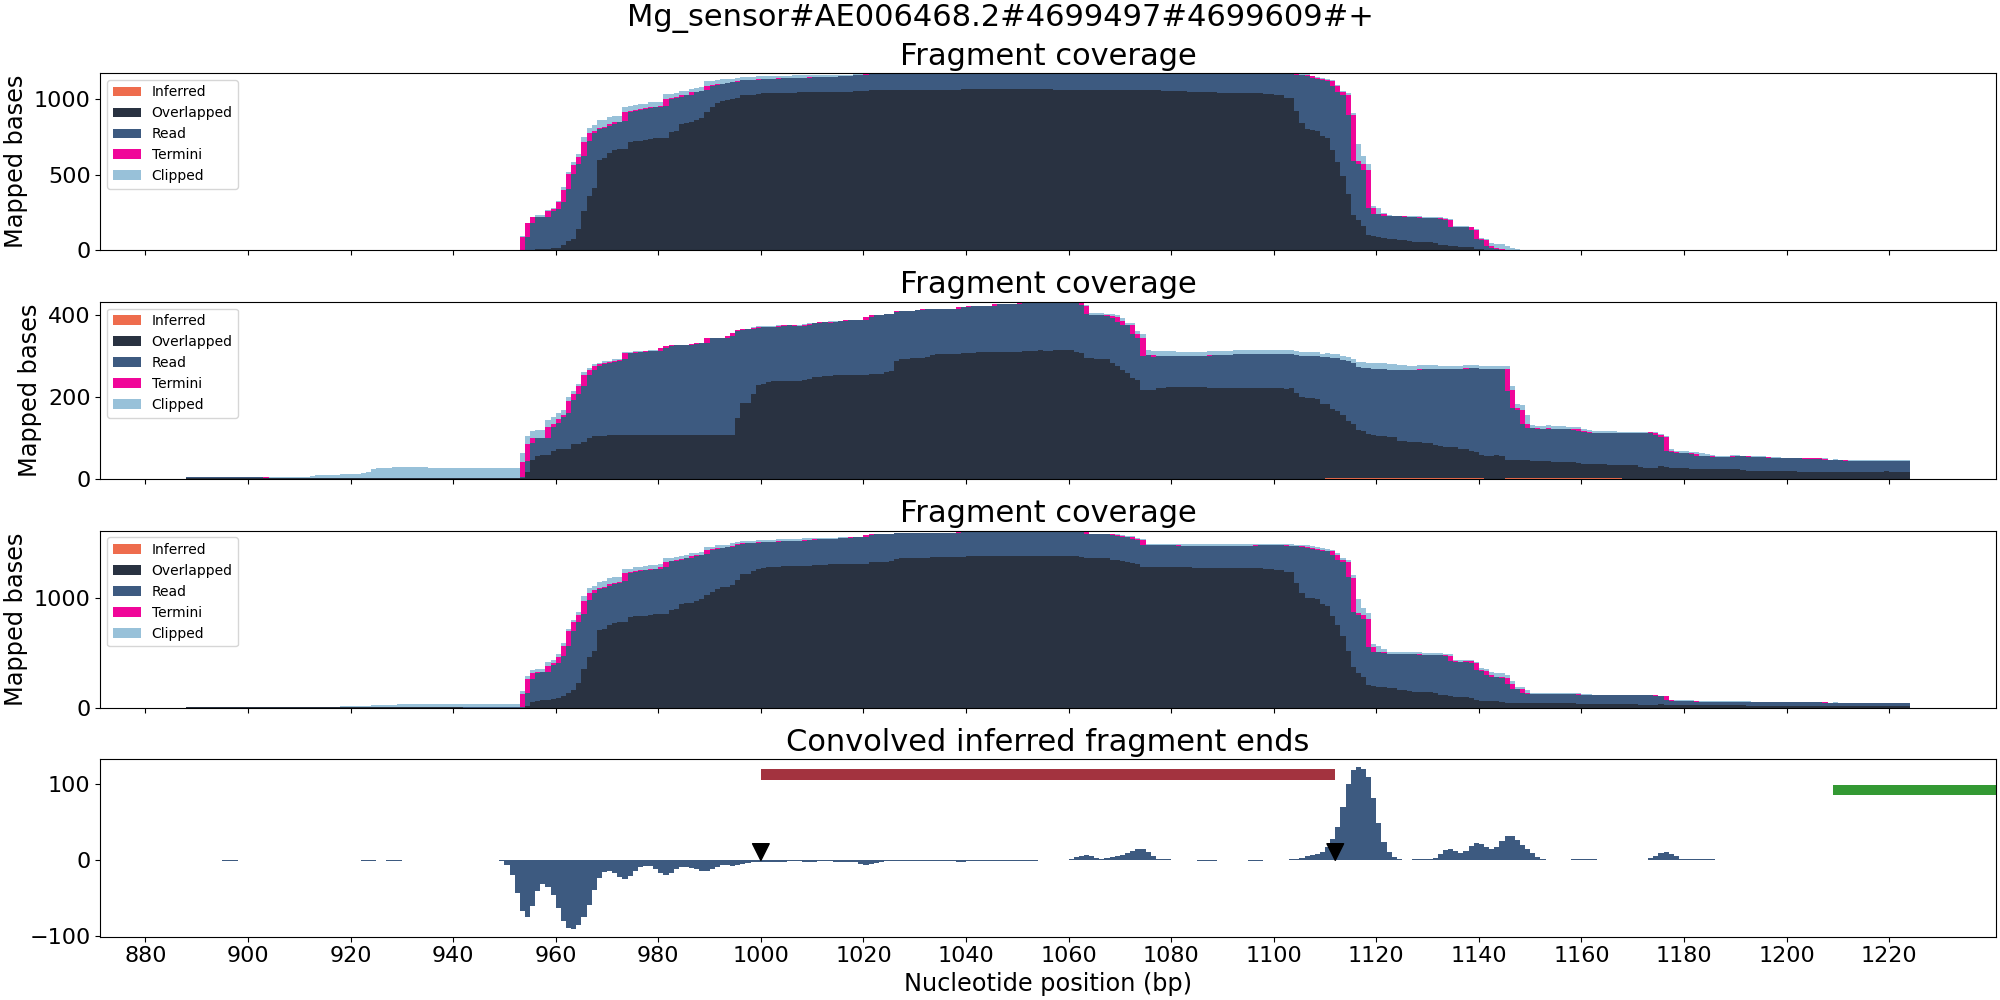 Mg_sensor#AE006468.2#4699497#4699609#+
Fragment coverage
Mapped bases
1000
500
0
Inferred
Overlapped
Read
Termini
Clipped
Fragment coverage
Mapped bases
400
200
0
Inferred
Overlapped
Read
Termini
Clipped
Fragment coverage
Mapped bases
1000
0
Inferred
Overlapped
Read
Termini
Clipped
Convolved inferred fragment ends
100
0
−100
880 900 920 940 960 980 1000 1020 1040 1060 1080 1100 1120 1140 1160 1180 1200 1220
Nucleotide position (bp)